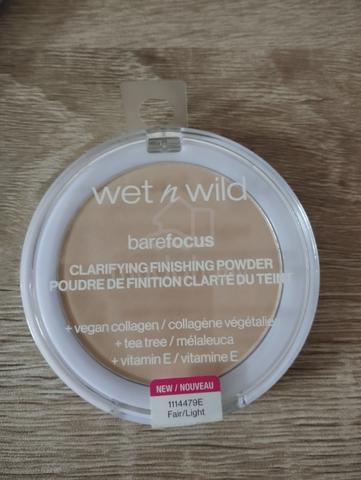 wet n wild
barefocus
CLARIFYING FINISHING POWDER
POUDRE DE FINITION CLARTÉ DU TEINT
+ vegan collagen / collagène végétalien
+ tea tree / mélaleuca
+ vitamin E / vitamine E
NEW / NOUVEAU
1114479E
Fair/Light